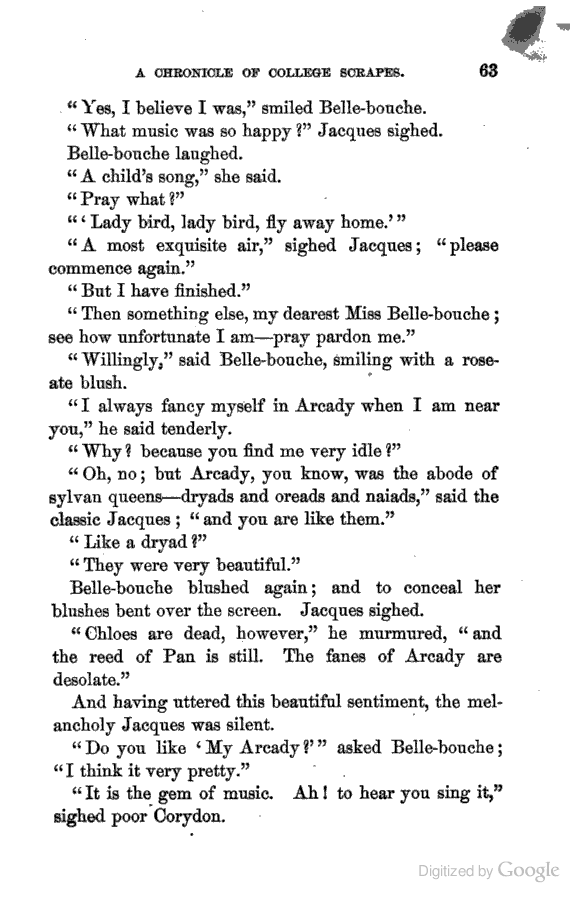 A CHRONICLE OF COLLEGE SCRAPES. 63
“Yes, I believe I was,” smiled Belle-bouche.
“What music was so happy?” Jacques sighed.
Belle-bouche laughed.
“A child’s song,” she said.
“Pray what?”
“‘Lady bird, lady bird, fly away home.’”
“A most exquisite air,” sighed Jacques; “please
commence again.”
“But I have finished.”
“Then something else, my dearest Miss Belle-bouche;
see how unfortunate I am—pray pardon me.”
“Willingly,” said Belle-bouche, smiling with a rose-
ate blush.
“I always fancy myself in Arcady when I am near
you,” he said tenderly.
“Why? because you find me very idle?”
“Oh, no; but Arcady, you know, was the abode of
sylvan queens—dryads and oreads and naiads,” said the
classic Jacques; “and you are like them.”
“Like a dryad?”
“They were very beautiful.”
Belle-bouche blushed again; and to conceal her
blushes bent over the screen. Jacques sighed.
“Chloes are dead, however,” he murmured, “and
the reed of Pan is still. The fanes of Arcady are
desolate.”
And having uttered this beautiful sentiment, the mel-
ancholy Jacques was silent.
“Do you like ‘My Arcady?’” asked Belle-bouche;
“I think it very pretty.”
“It is the gem of music. Ah! to hear you sing it,”
sighed poor Corydon.
Digitized by Google